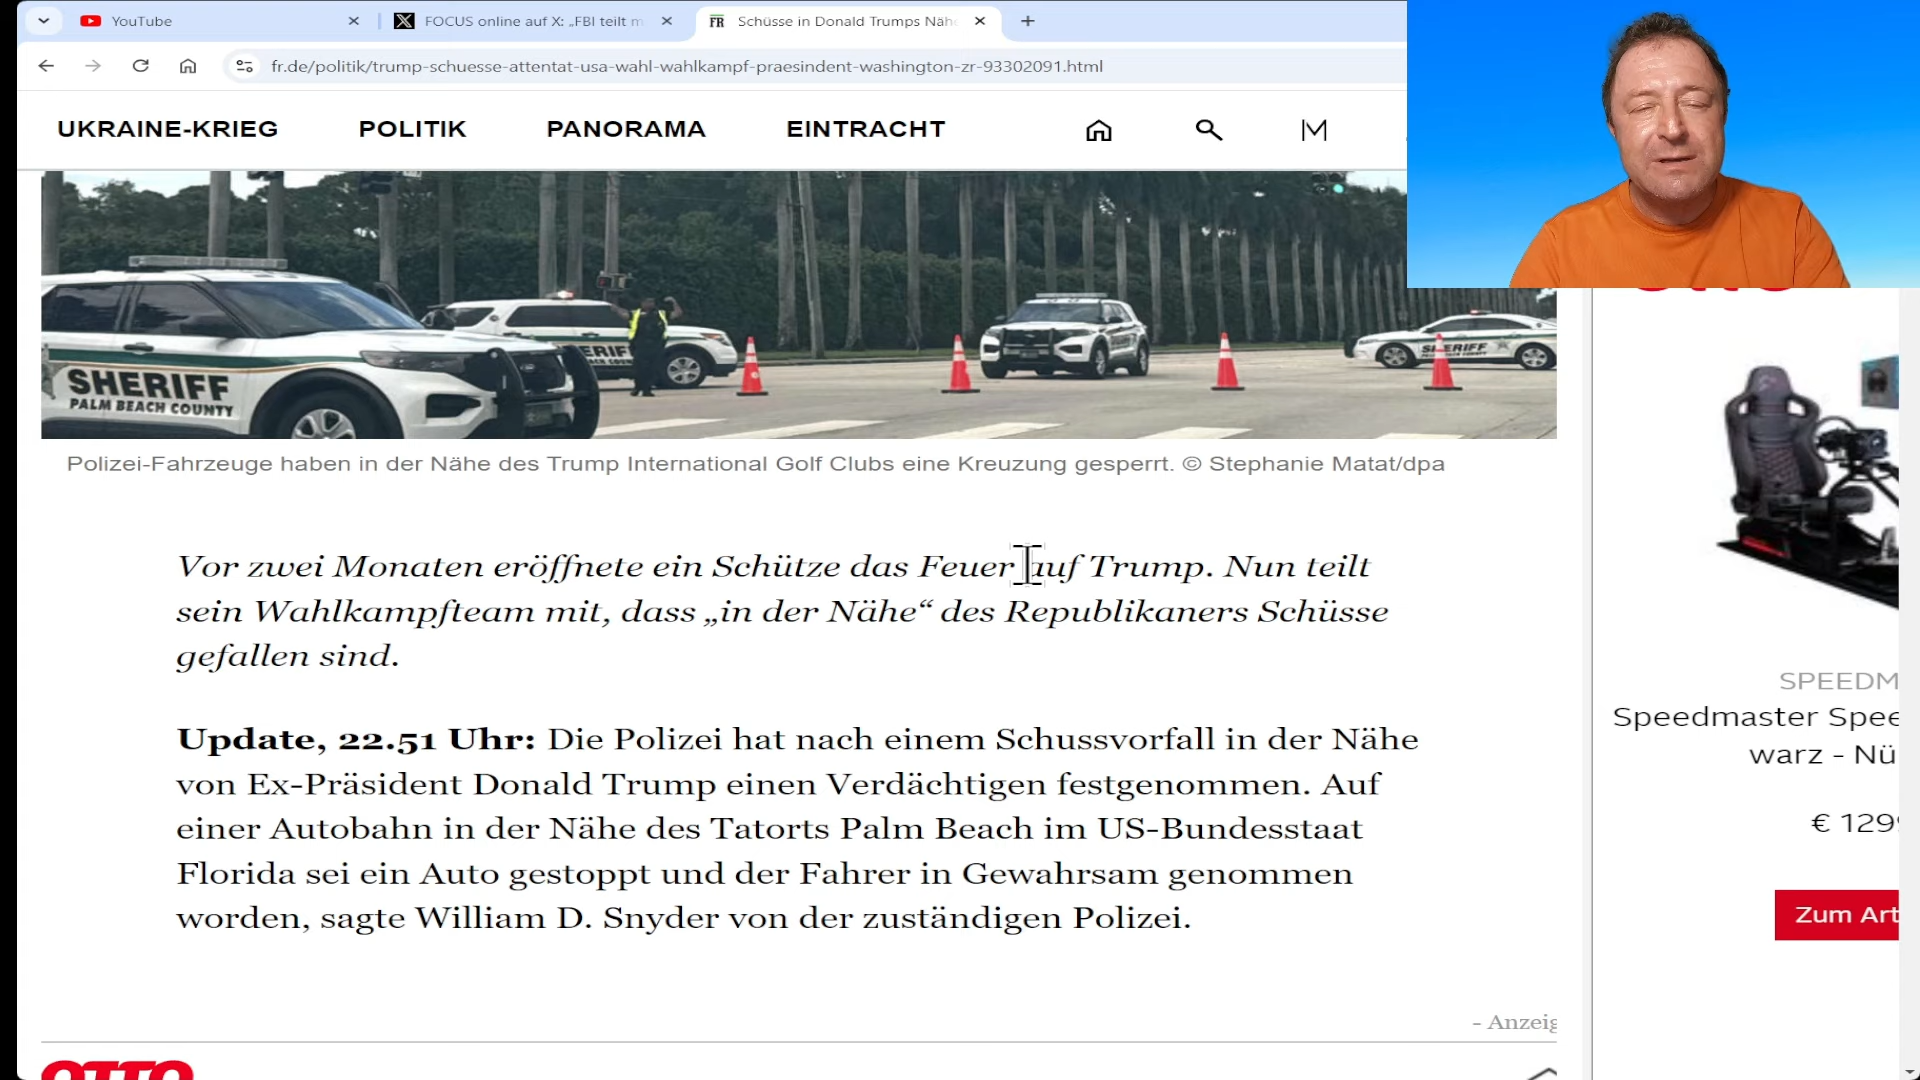 YouTube
FOCUS online auf X: „FBI teilt m
Schüsse in Donald Trumps Näh
fr.de/politik/trump-schuesse-attentat-usa-wahl-wahlkampf-praesindent-washington-zr-93302091.html
UKRAINE-KRIEG POLITIK PANORAMA EINTRACHT
SHERIFF
PALM BEACH COUNTY
SHERIFF
Polizei-Fahrzeuge haben in der Nähe des Trump International Golf Clubs eine Kreuzung gesperrt. © Stephanie Matat/dpa
Vor zwei Monaten eröffnete ein Schütze das Feuer auf Trump. Nun teilt
sein Wahlkampfteam mit, dass „in der Nähe“ des Republikaners Schüsse
gefallen sind.
Update, 22.51 Uhr: Die Polizei hat nach einem Schussvorfall in der Nähe
von Ex-Präsident Donald Trump einen Verdächtigen festgenommen. Auf
einer Autobahn in der Nähe des Tatorts Palm Beach im US-Bundesstaat
Florida sei ein Auto gestoppt und der Fahrer in Gewahrsam genommen
worden, sagte William D. Snyder von der zuständigen Polizei.
- Anzeig
OTTO
SPEEDM
Speedmaster Spee
warz - Nü
€ 129
Zum Art